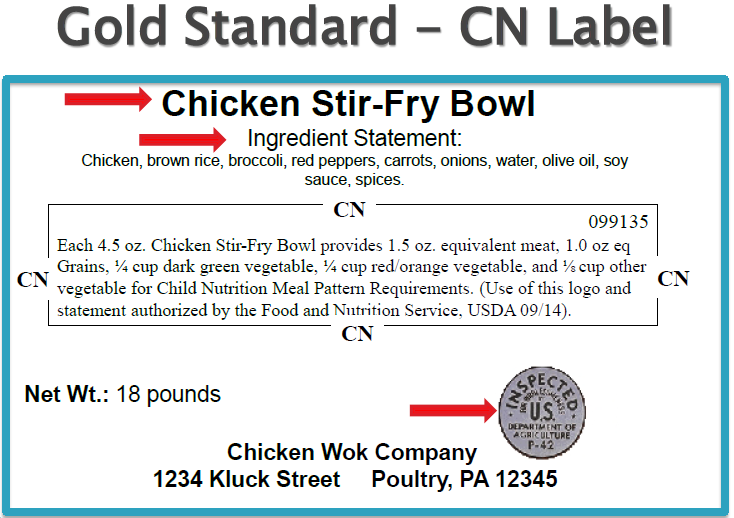 Gold Standard – CN Label
Chicken Stir-Fry Bowl
Ingredient Statement:
Chicken, brown rice, broccoli, red peppers, carrots, onions, water, olive oil, soy
sauce, spices.
CN
099135
Each 4.5 oz. Chicken Stir-Fry Bowl provides 1.5 oz. equivalent meat, 1.0 oz eq
Grains, ¼ cup dark green vegetable, ¼ cup red/orange vegetable, and ⅛ cup other
CN
CN
vegetable for Child Nutrition Meal Pattern Requirements. (Use of this logo and
statement authorized by the Food and Nutrition Service, USDA 09/14).
CN
Net Wt.: 18 pounds
INSPECTED
FOR WHOLESOMENESS
BY
U.S.
DEPARTMENT OF
AGRICULTURE
P-42
Chicken Wok Company
1234 Kluck Street Poultry, PA 12345